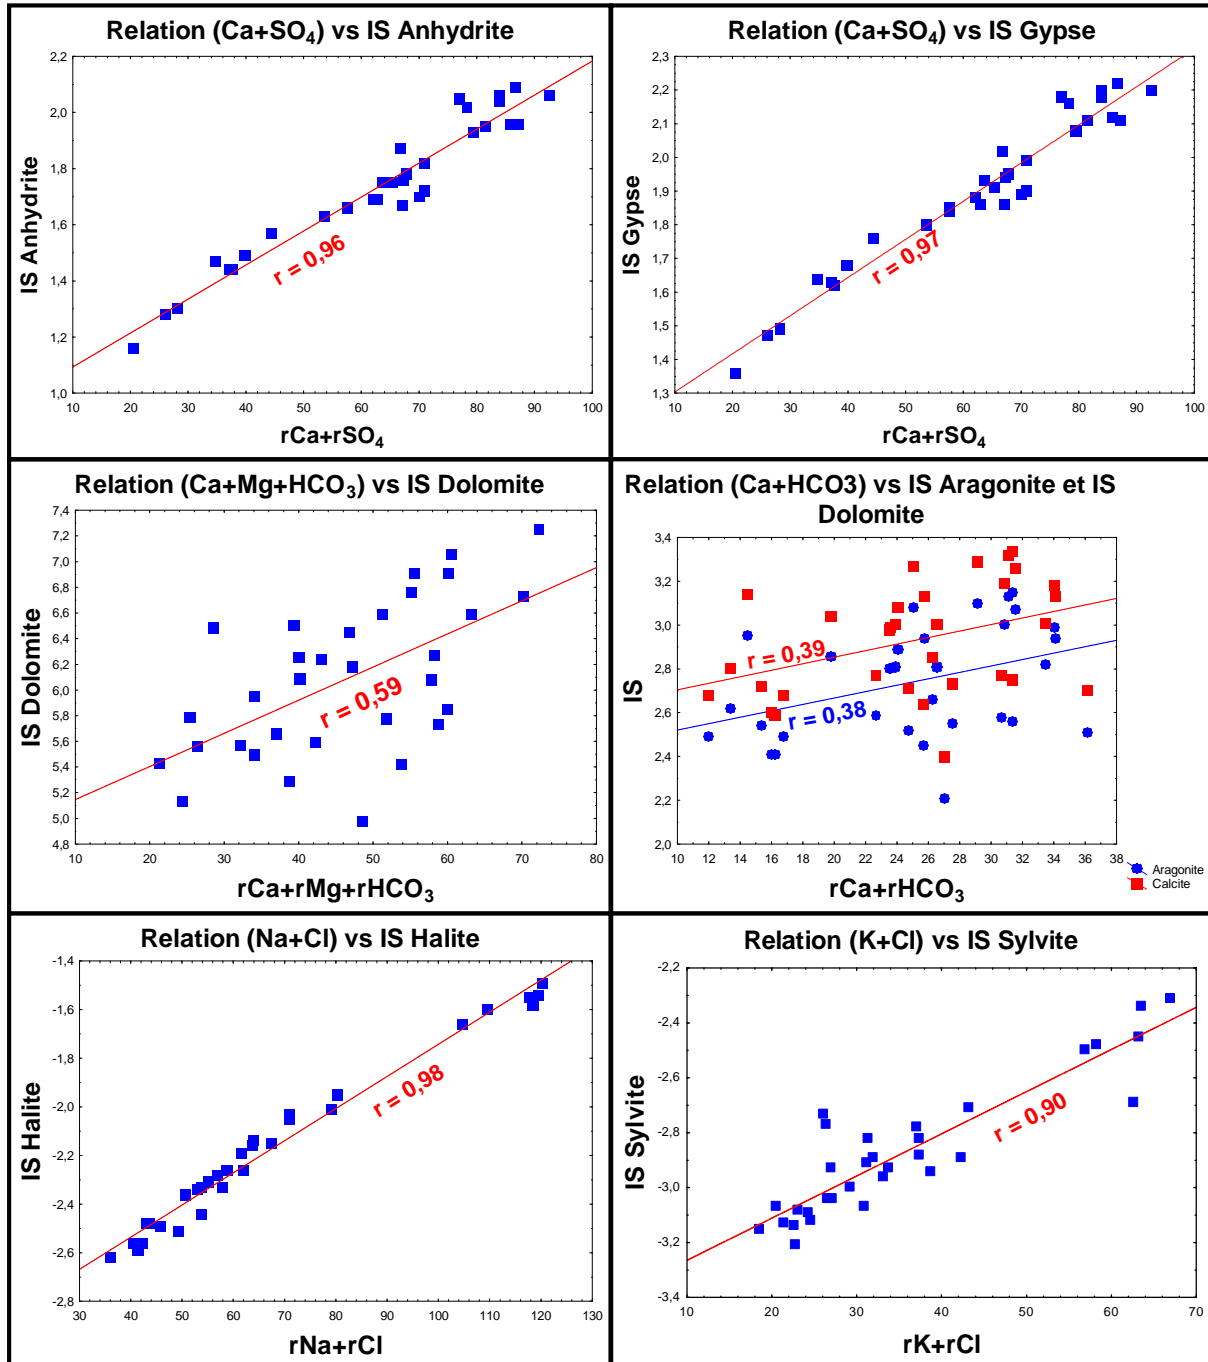 Relation (Ca+SO₄) vs IS Anhydrite
2,2
2,0
1,8
1,6
1,4
1,2
1,0
IS Anhydrite
r = 0,96
10 20 30 40 50 60 70 80 90 100
rCa+rSO₄
Relation (Ca+SO₄) vs IS Gypse
2,3
2,2
2,1
2,0
1,9
1,8
1,7
1,6
1,5
1,4
1,3
IS Gypse
r = 0,97
10 20 30 40 50 60 70 80 90 100
rCa+rSO₄
Relation (Ca+Mg+HCO₃) vs IS Dolomite
7,4
7,2
7,0
6,8
6,6
6,4
6,2
6,0
5,8
5,6
5,4
5,2
5,0
4,8
IS Dolomite
r = 0,59
10 20 30 40 50 60 70 80
rCa+rMg+rHCO₃
Relation (Ca+HCO3) vs IS Aragonite et IS
Dolomite
3,4
3,2
3,0
2,8
2,6
2,4
2,2
2,0
IS
r = 0,39
r = 0,38
10 12 14 16 18 20 22 24 26 28 30 32 34 36 38
rCa+rHCO₃
Aragonite
Calcite
Relation (Na+Cl) vs IS Halite
-1,4
-1,6
-1,8
-2,0
-2,2
-2,4
-2,6
-2,8
IS Halite
r = 0,98
30 40 50 60 70 80 90 100 110 120 130
rNa+rCl
Relation (K+Cl) vs IS Sylvite
-2,2
-2,4
-2,6
-2,8
-3,0
-3,2
-3,4
IS Sylvite
r = 0,90
10 20 30 40 50 60 70
rK+rCl